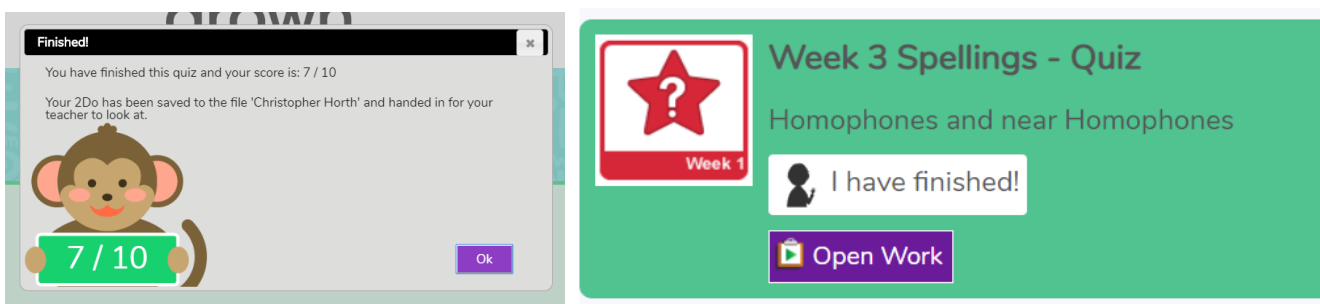 grown
Finished!
You have finished this quiz and your score is: 7 / 10
Your 2Do has been saved to the file 'Christopher Horth' and handed in for your
teacher to look at.
7 / 10
Ok
Week 3 Spellings - Quiz
Homophones and near Homophones
?
Week 1
I have finished!
Open Work